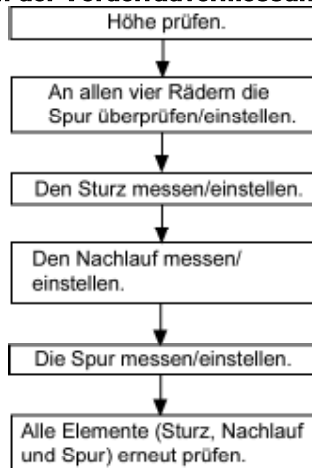 Höhe prüfen.
An allen vier Rädern die
Spur überprüfen/einstellen.
Den Sturz messen/einstellen.
Den Nachlauf messen/
einstellen.
Die Spur messen/einstellen.
Alle Elemente (Sturz, Nachlauf
und Spur) erneut prüfen.